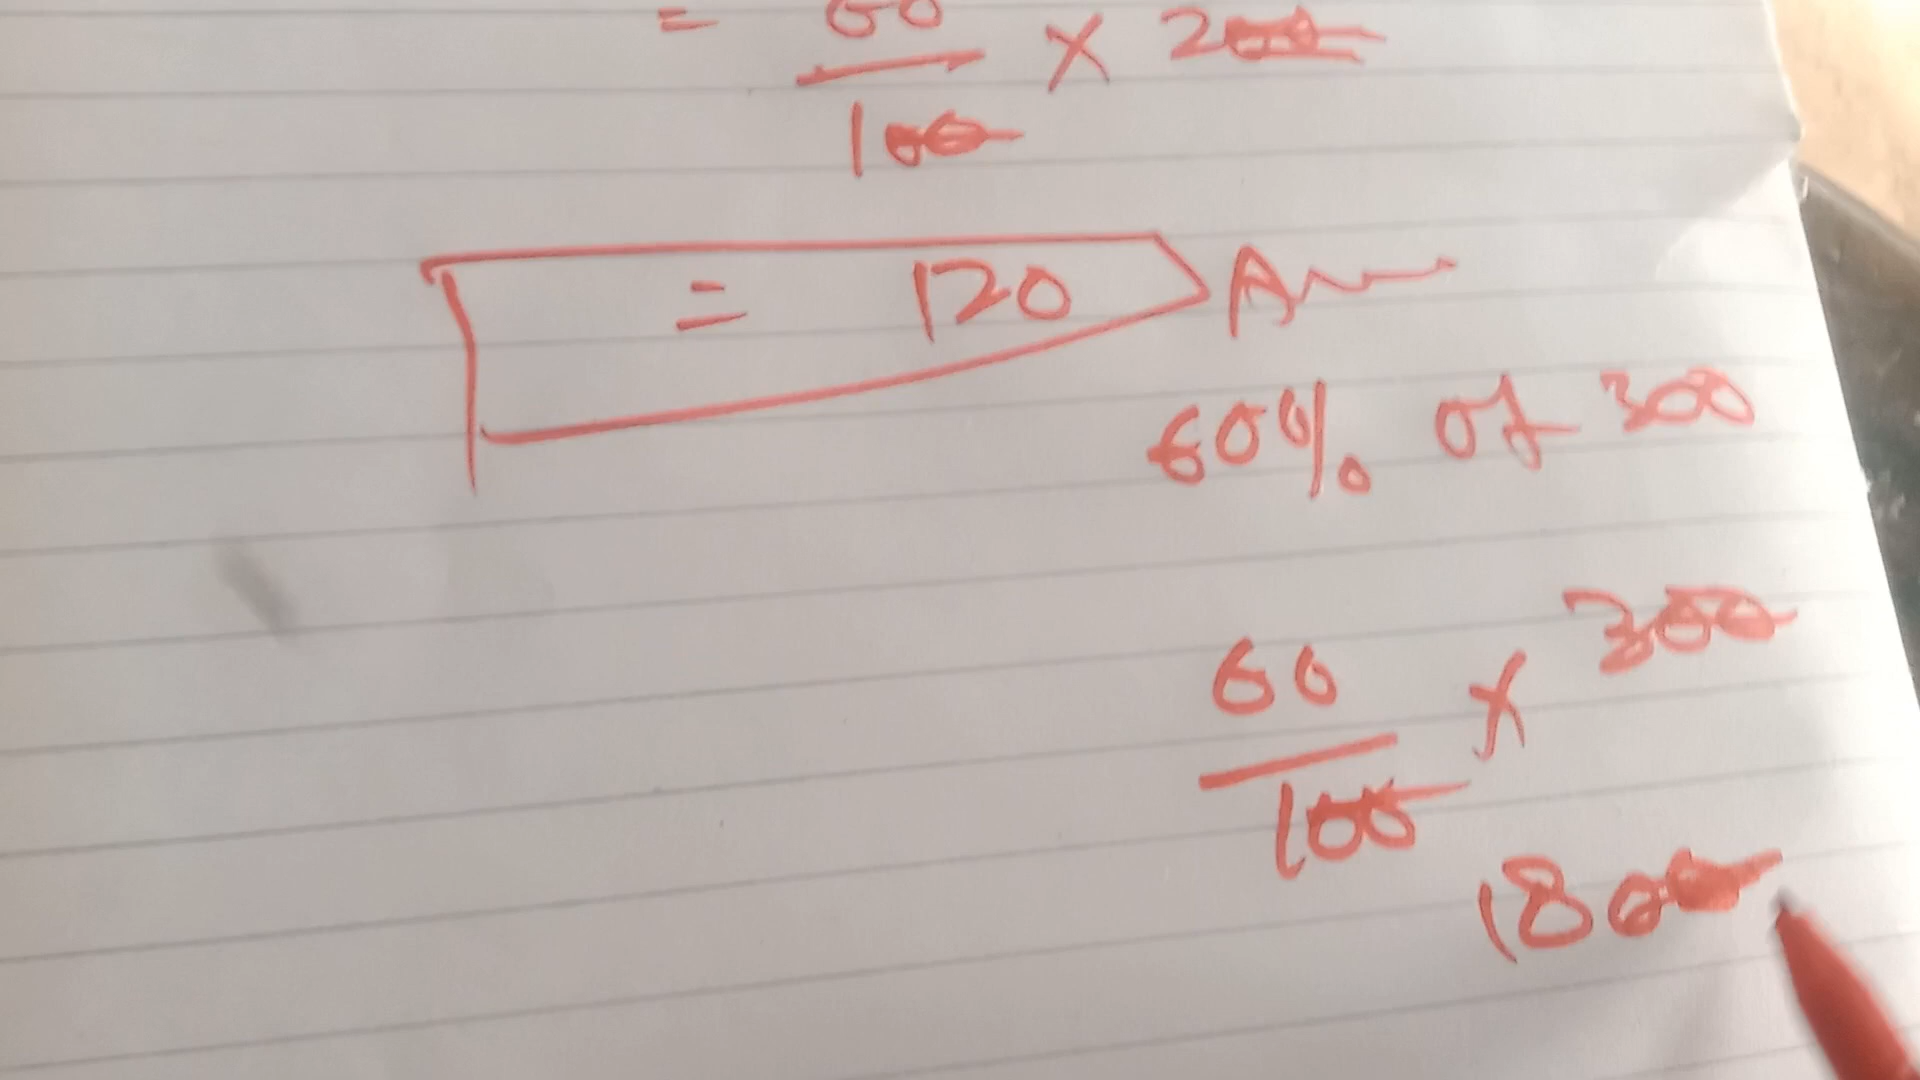 = 60/100 × 200
= 120 Ans
60% of 300
60/100 × 300
180